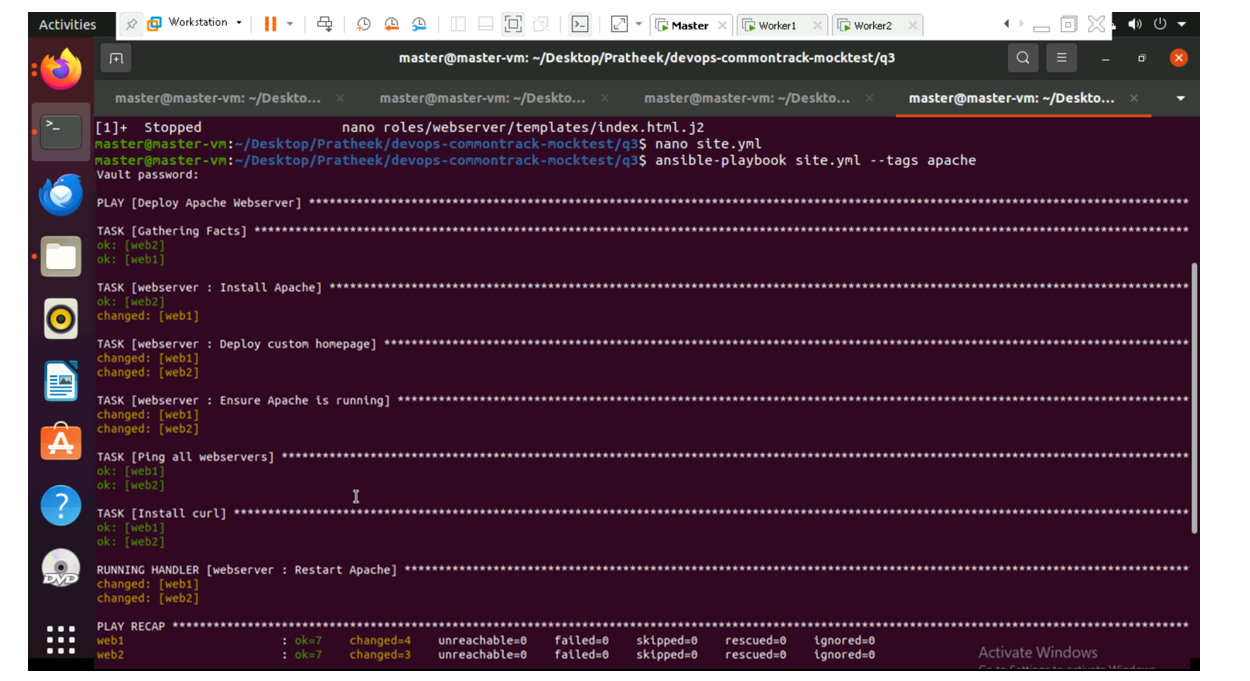 Activities
Workstation
Master
Worker1
Worker2
master@master-vm: ~/Desktop/Pratheek/devops-commontrack-mocktest/q3
master@master-vm: ~/Deskto... master@master-vm: ~/Deskto... master@master-vm: ~/Deskto... master@master-vm: ~/Deskto...
[1]+ Stopped nano roles/webserver/templates/index.html.j2
master@master-vm:~/Desktop/Pratheek/devops-commontrack-mocktest/q3$ nano site.yml
master@master-vm:~/Desktop/Pratheek/devops-commontrack-mocktest/q3$ ansible-playbook site.yml --tags apache
Vault password:
PLAY [Deploy Apache Webserver] ***
TASK [Gathering Facts] ***
ok: [web2]
ok: [web1]
TASK [webserver : Install Apache] ***
ok: [web2]
changed: [web1]
TASK [webserver : Deploy custom homepage] ***
changed: [web1]
changed: [web2]
TASK [webserver : Ensure Apache is running] ***
changed: [web1]
changed: [web2]
TASK [Ping all webservers] ***
ok: [web1]
ok: [web2]
TASK [Install curl] ***
ok: [web1]
ok: [web2]
RUNNING HANDLER [webserver : Restart Apache] ***
changed: [web1]
changed: [web2]
PLAY RECAP ***
web1 : ok=7 changed=4 unreachable=0 failed=0 skipped=0 rescued=0 ignored=0
web2 : ok=7 changed=3 unreachable=0 failed=0 skipped=0 rescued=0 ignored=0
DVD
Activate Windows
Go to Settings to activate Windows.